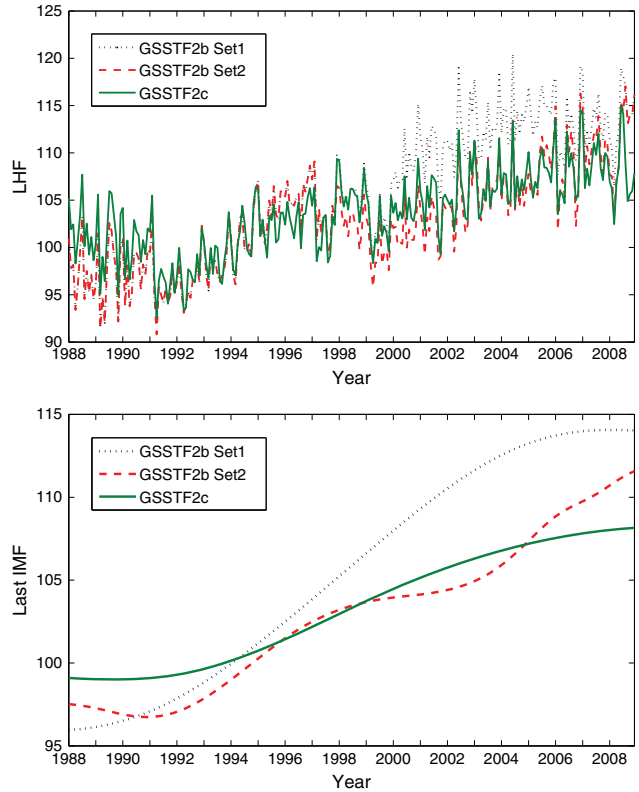 120
115
110
105
100
95
90
LHF
GSSTF2b Set1
GSSTF2b Set2
GSSTF2c
1988 1990 1992 1994 1996 1998 2000 2002 2004 2006 2008
Year
115
110
105
100
95
Last IMF
GSSTF2b Set1
GSSTF2b Set2
GSSTF2c
1988 1990 1992 1994 1996 1998 2000 2002 2004 2006 2008
Year